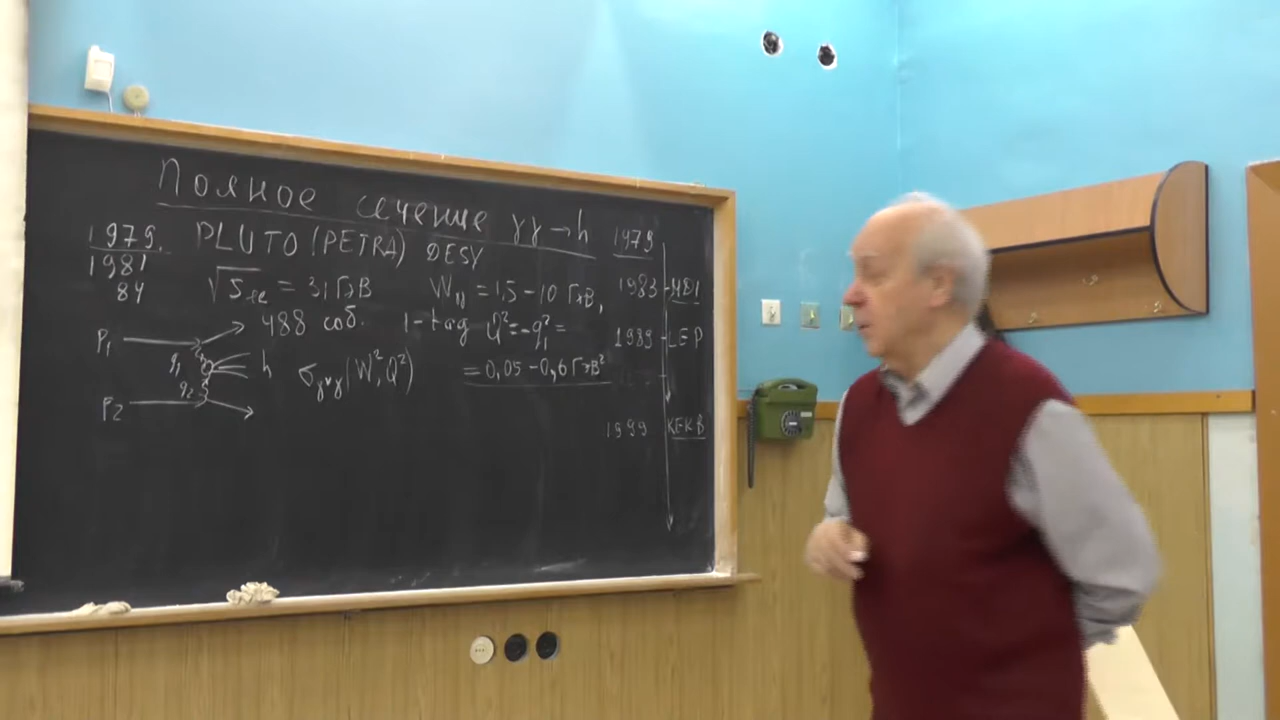 Полное сечение γγ → h
1979. PLUTO (PETRA) DESY
1981
84
√See = 31 ГэВ Wγγ = 1,5 – 10 ГэВ,
488 соб. 1-tag Q² = -q₁² =
= 0,05 – 0,6 ГэВ²
P₁
q₁
q₂
P₂
h
σγ*γ(W², Q²)
1979
1983 MD1
1989 LEP
1999 KEKB